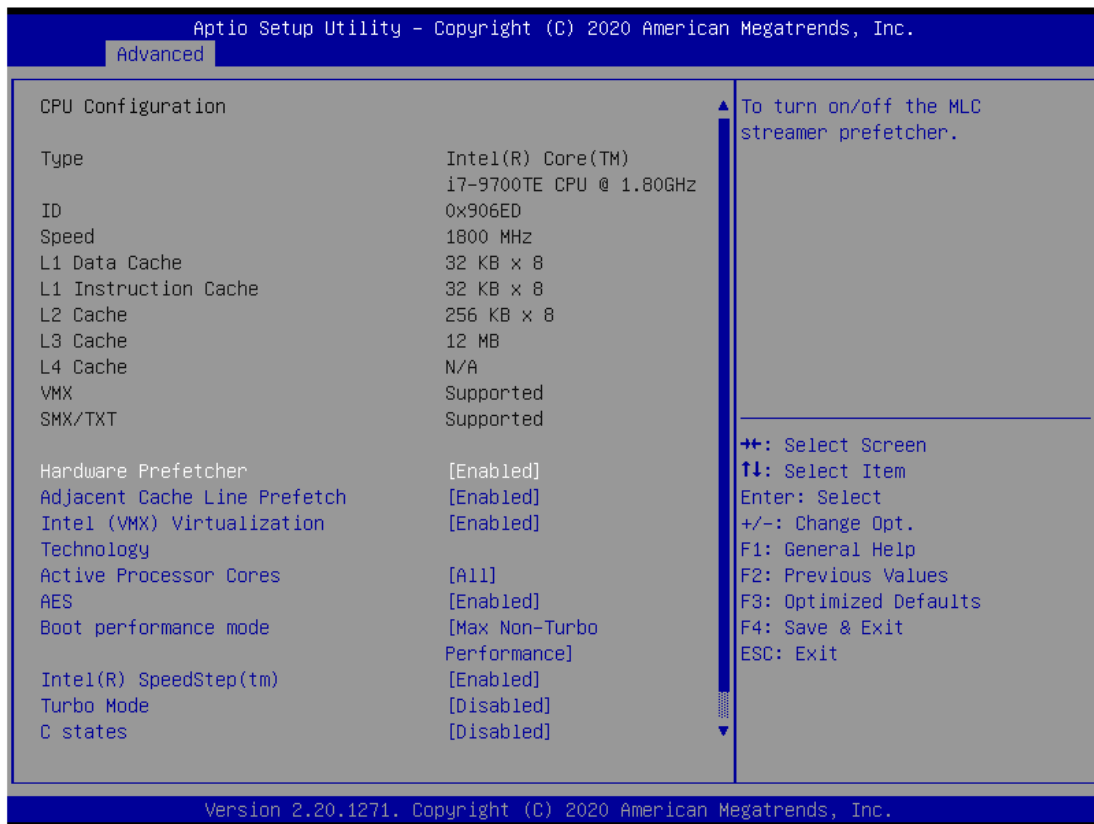 Aptio Setup Utility – Copyright (C) 2020 American Megatrends, Inc.
Advanced
CPU Configuration
Type Intel(R) Core(TM)
i7-9700TE CPU @ 1.80GHz
ID 0x906ED
Speed 1800 MHz
L1 Data Cache 32 KB x 8
L1 Instruction Cache 32 KB x 8
L2 Cache 256 KB x 8
L3 Cache 12 MB
L4 Cache N/A
VMX Supported
SMX/TXT Supported
Hardware Prefetcher [Enabled]
Adjacent Cache Line Prefetch [Enabled]
Intel (VMX) Virtualization [Enabled]
Technology
Active Processor Cores [All]
AES [Enabled]
Boot performance mode [Max Non-Turbo
Performance]
Intel(R) SpeedStep(tm) [Enabled]
Turbo Mode [Disabled]
C states [Disabled]
To turn on/off the MLC
streamer prefetcher.
→←: Select Screen
↑↓: Select Item
Enter: Select
+/-: Change Opt.
F1: General Help
F2: Previous Values
F3: Optimized Defaults
F4: Save & Exit
ESC: Exit
Version 2.20.1271. Copyright (C) 2020 American Megatrends, Inc.